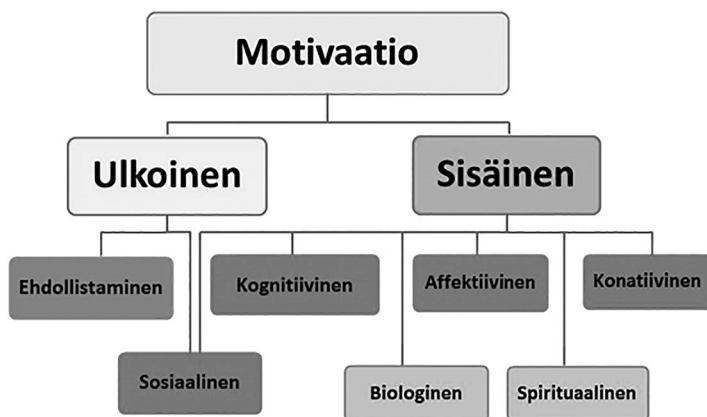 Motivaatio
Ulkoinen
Sisäinen
Ehdollistaminen
Kognitiivinen
Affektiivinen
Konatiivinen
Sosiaalinen
Biologinen
Spirituaalinen